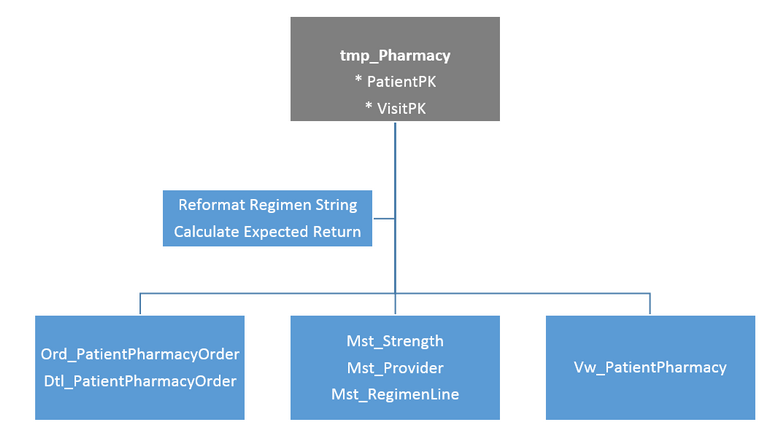 tmp_Pharmacy
* PatientPK
* VisitPK
Reformat Regimen String
Calculate Expected Return
Ord_PatientPharmacyOrder
Dtl_PatientPharmacyOrder
Mst_Strength
Mst_Provider
Mst_RegimenLine
Vw_PatientPharmacy